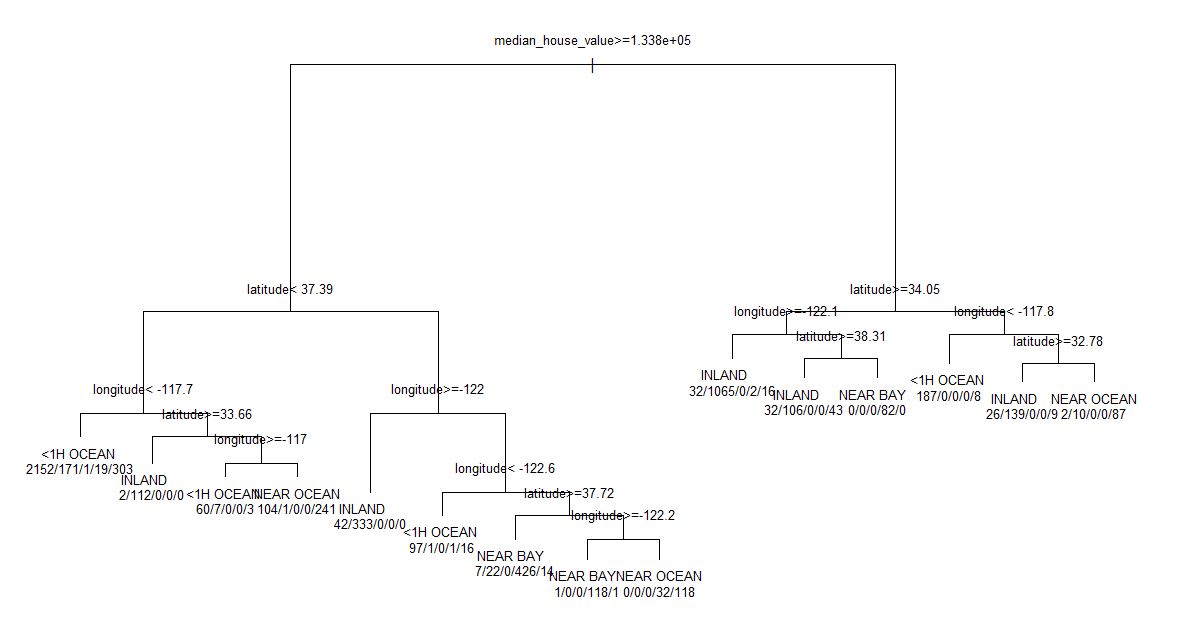 median_house_value>=1.338e+05
latitude< 37.39
latitude>=34.05
longitude>=-122.1
longitude< -117.8
latitude>=38.31
latitude>=32.78
INLAND
32/1065/0/2/16
INLAND
32/106/0/0/43
NEAR BAY
0/0/0/82/0
<1H OCEAN
187/0/0/0/8
INLAND
26/139/0/0/9
NEAR OCEAN
2/10/0/0/87
longitude< -117.7
longitude>=-122
latitude>=33.66
longitude>=-117
<1H OCEAN
2152/171/1/19/303
INLAND
2/112/0/0/0
<1H OCEAN
60/7/0/0/3
NEAR OCEAN
104/1/0/0/241
INLAND
42/333/0/0/0
longitude< -122.6
latitude>=37.72
longitude>=-122.2
<1H OCEAN
97/1/0/1/16
NEAR BAY
7/22/0/426/14
NEAR BAY
1/0/0/118/1
NEAR OCEAN
0/0/0/32/118